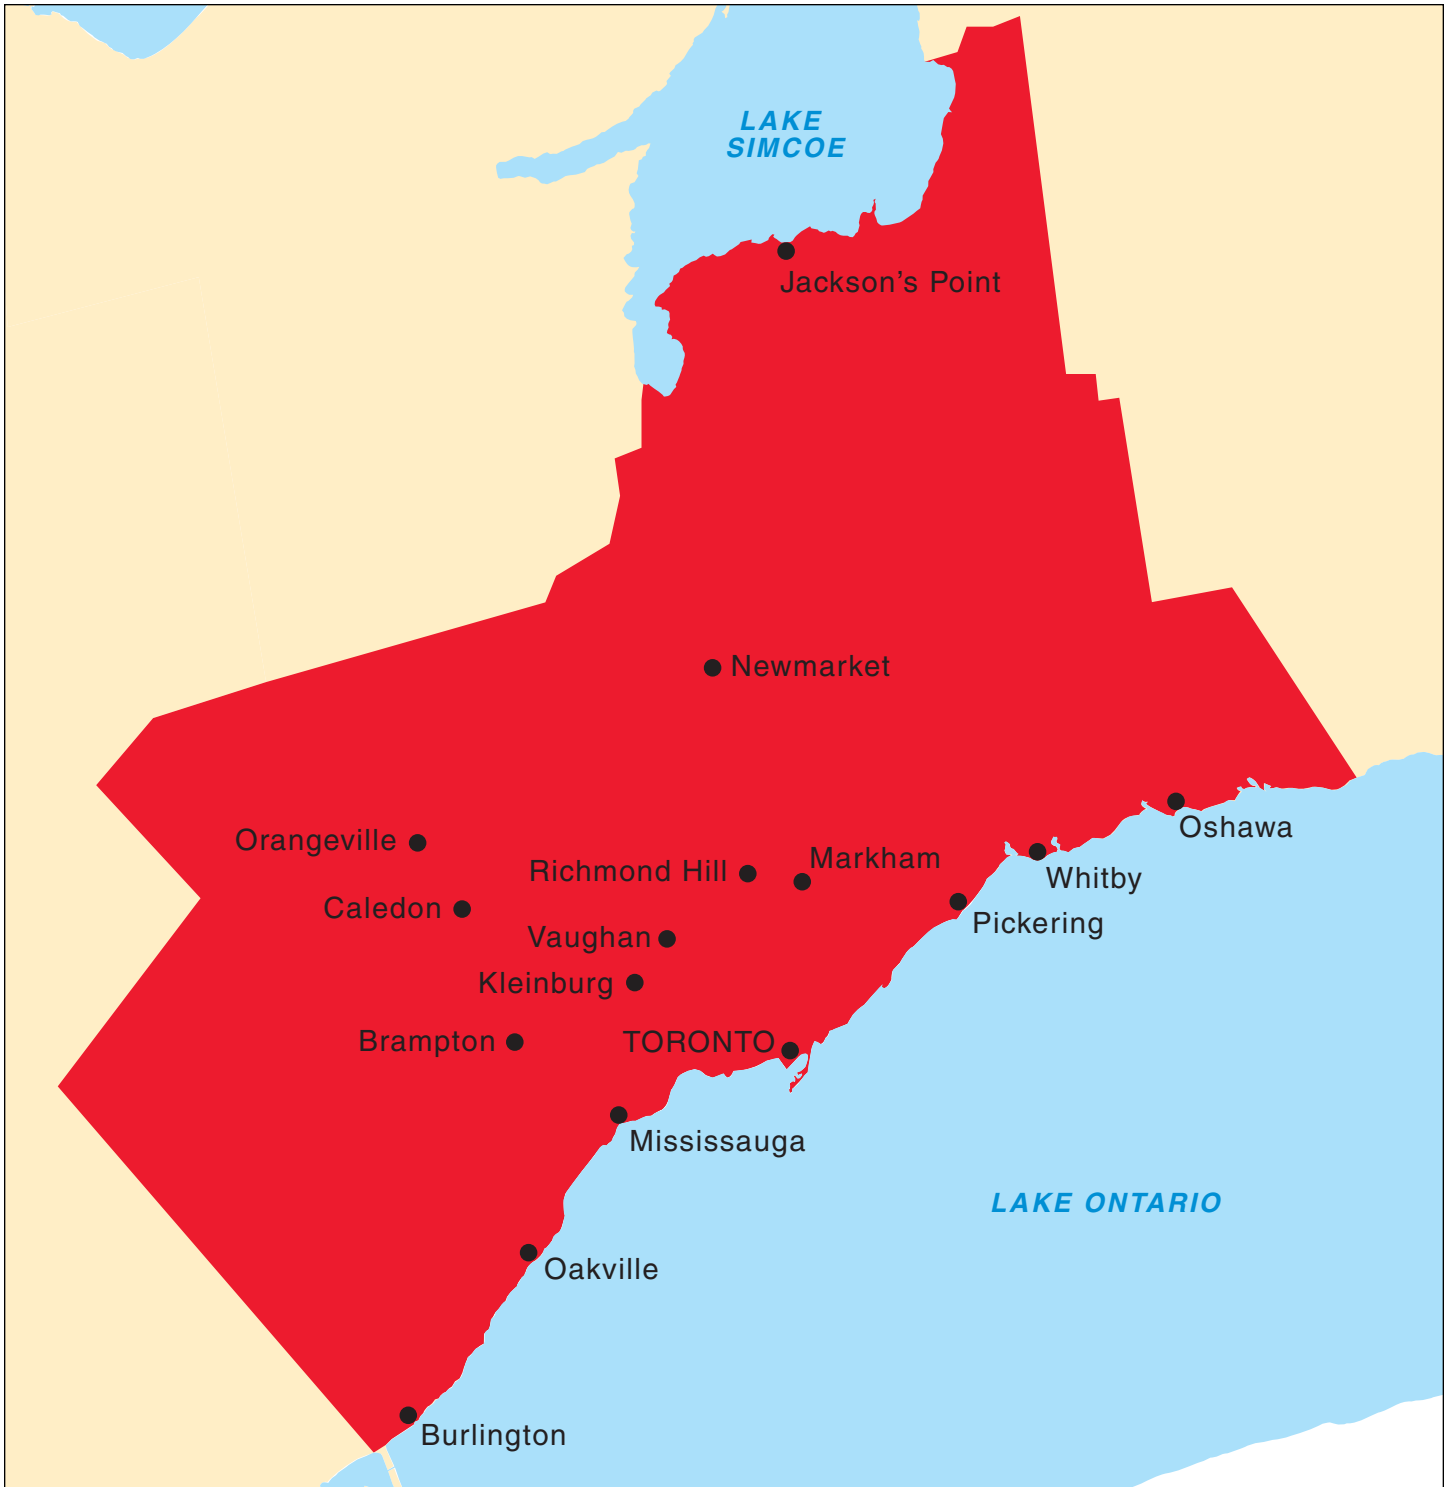 LAKE
SIMCOE
Jackson's Point
Newmarket
Oshawa
Orangeville
Markham
Richmond Hill
Whitby
Caledon
Pickering
Vaughan
Kleinburg
Brampton
TORONTO
Mississauga
LAKE ONTARIO
Oakville
Burlington